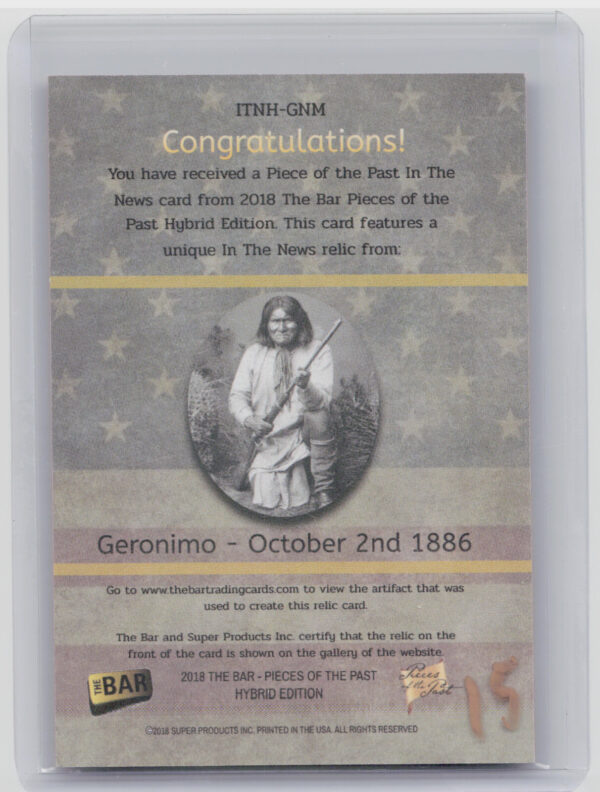 ITNH-GNM
Congratulations!
You have received a Piece of the Past In The
News card from 2018 The Bar Pieces of the
Past Hybrid Edition. This card features a
unique In The News relic from:
Geronimo - October 2nd 1886
Go to www.thebartradingcards.com to view the artifact that was
used to create this relic card.
The Bar and Super Products Inc. certify that the relic on the
front of the card is shown on the gallery of the website.
THE BAR
2018 THE BAR - PIECES OF THE PAST
HYBRID EDITION
Pieces
of the Past
15
©2018 SUPER PRODUCTS INC. PRINTED IN THE USA. ALL RIGHTS RESERVED